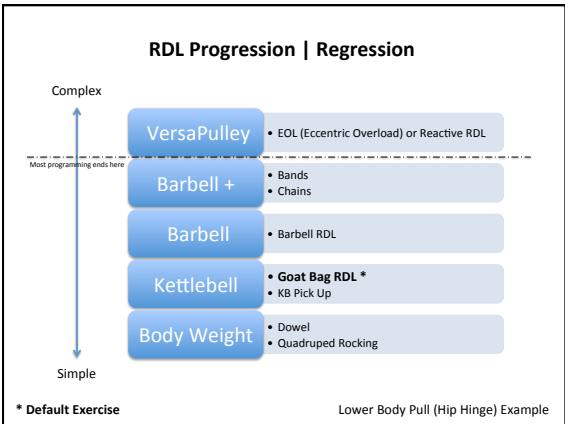 RDL Progression | Regression
Complex
VersaPulley
• EOL (Eccentric Overload) or Reactive RDL
Most programming ends here
Barbell +
• Bands
• Chains
Barbell
• Barbell RDL
Kettlebell
• Goat Bag RDL *
• KB Pick Up
Body Weight
• Dowel
• Quadruped Rocking
Simple
* Default Exercise
Lower Body Pull (Hip Hinge) Example